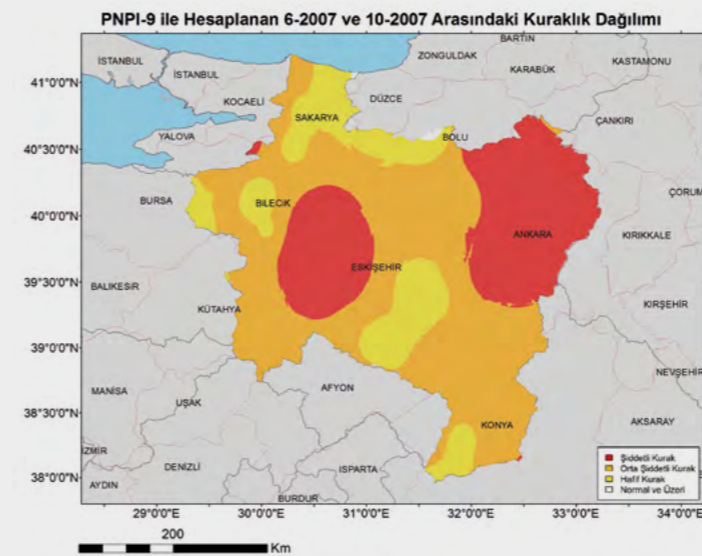 PNPI-9 ile Hesaplanan 6-2007 ve 10-2007 Arasındaki Kuraklık Dağılımı
BARTIN
İSTANBUL
ZONGULDAK
KASTAMONU
41°0'0"N
İSTANBUL
KARABÜK
KOCAELİ
DÜZCE
SAKARYA
ÇANKIRI
YALOVA
BOLU
40°30'0"N
ÇORUM
BURSA
BİLECİK
40°0'0"N
ANKARA
KIRIKKALE
39°30'0"N
ESKİŞEHİR
BALIKESİR
KÜTAHYA
KIRŞEHİR
39°0'0"N
NEVŞEHİR
MANİSA
AFYON
UŞAK
38°30'0"N
KONYA
AKSARAY
İZMİR
DENİZLİ
ISPARTA
38°0'0"N
AYDIN
BURDUR
Şiddetli Kurak
Orta Şiddetli Kurak
Hafif Kurak
Normal ve Üzeri
29°0'0"E 30°0'0"E 31°0'0"E 32°0'0"E 33°0'0"E 34°0'0"E
200
Km